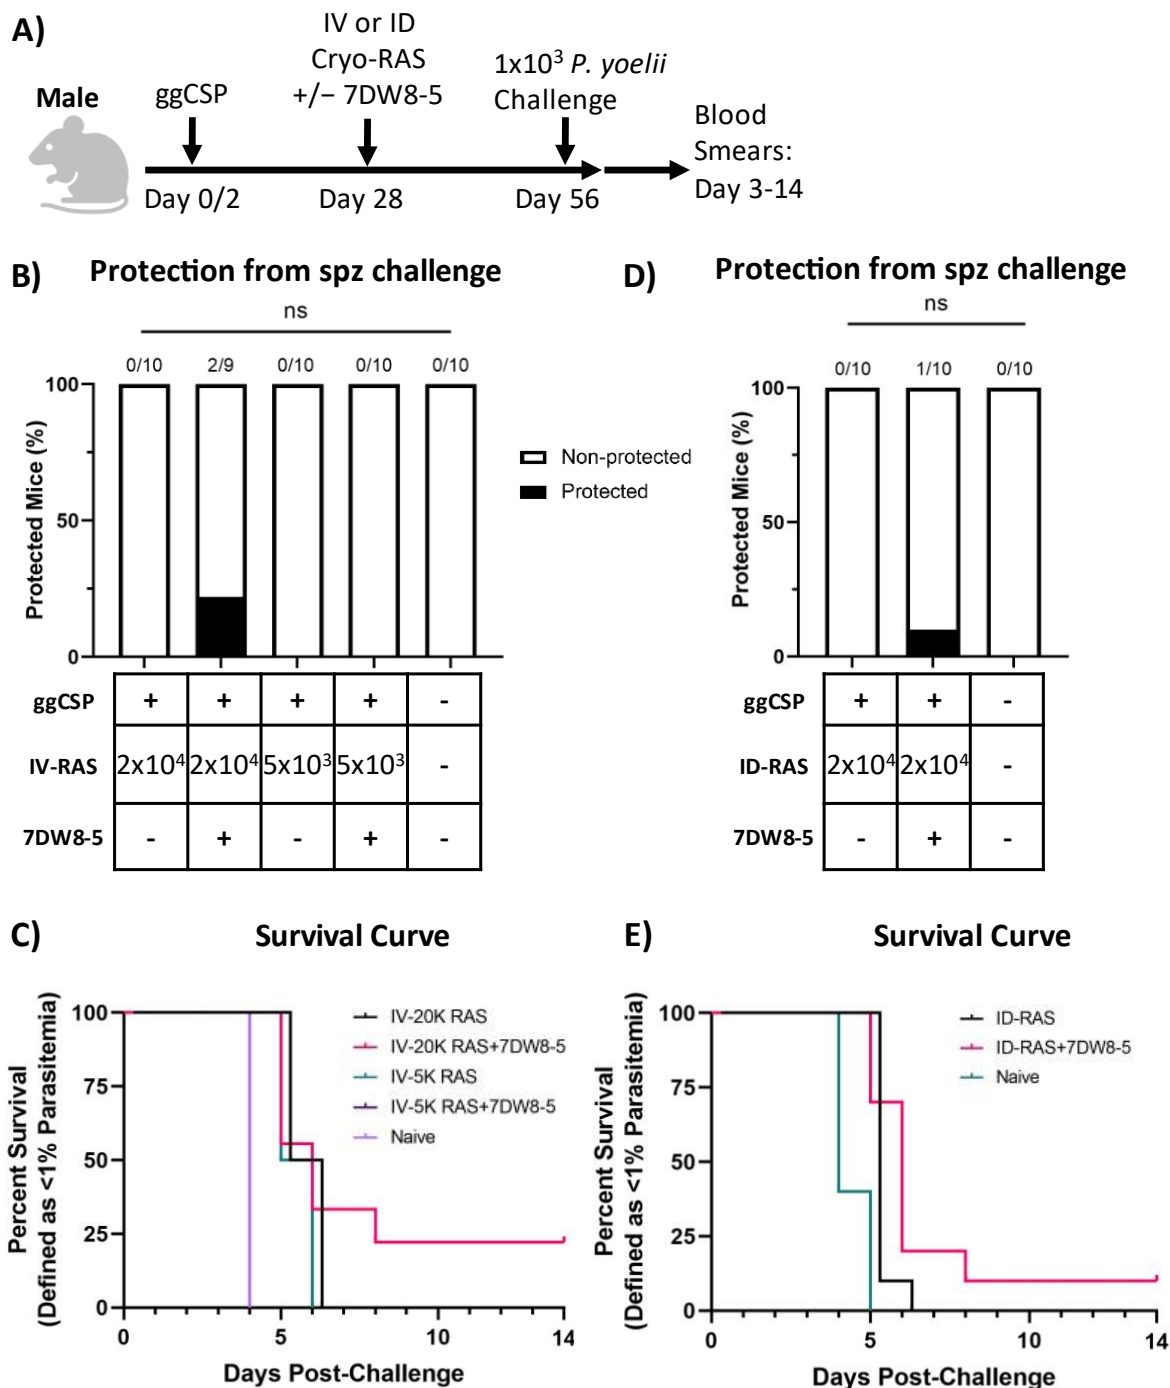 A)
Male
ggCSP
IV or ID
Cryo-RAS
+/− 7DW8-5
1x10³ P. yoelii
Challenge
Blood
Smears:
Day 3-14
Day 0/2
Day 28
Day 56
B)
Protection from spz challenge
ns
0/10 2/9 0/10 0/10 0/10
Protected Mice (%)
100
50
0
Non-protected
Protected
ggCSP + + + + -
IV-RAS 2x10⁴ 2x10⁴ 5x10³ 5x10³ -
7DW8-5 - + - + -
D)
Protection from spz challenge
ns
0/10 1/10 0/10
Protected Mice (%)
100
50
0
ggCSP + + -
ID-RAS 2x10⁴ 2x10⁴ -
7DW8-5 - + -
C)
Survival Curve
Percent Survival
(Defined as <1% Parasitemia)
100
75
50
25
0
IV-20K RAS
IV-20K RAS+7DW8-5
IV-5K RAS
IV-5K RAS+7DW8-5
Naive
0 5 10 14
Days Post-Challenge
E)
Survival Curve
Percent Survival
(Defined as <1% Parasitemia)
100
75
50
25
0
ID-RAS
ID-RAS+7DW8-5
Naive
0 5 10 14
Days Post-Challenge